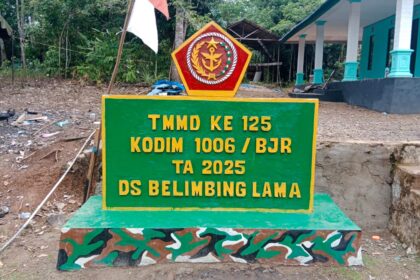 TMMD KE 125
KODIM 1006 / BJR
TA 2025
DS BELIMBING LAMA